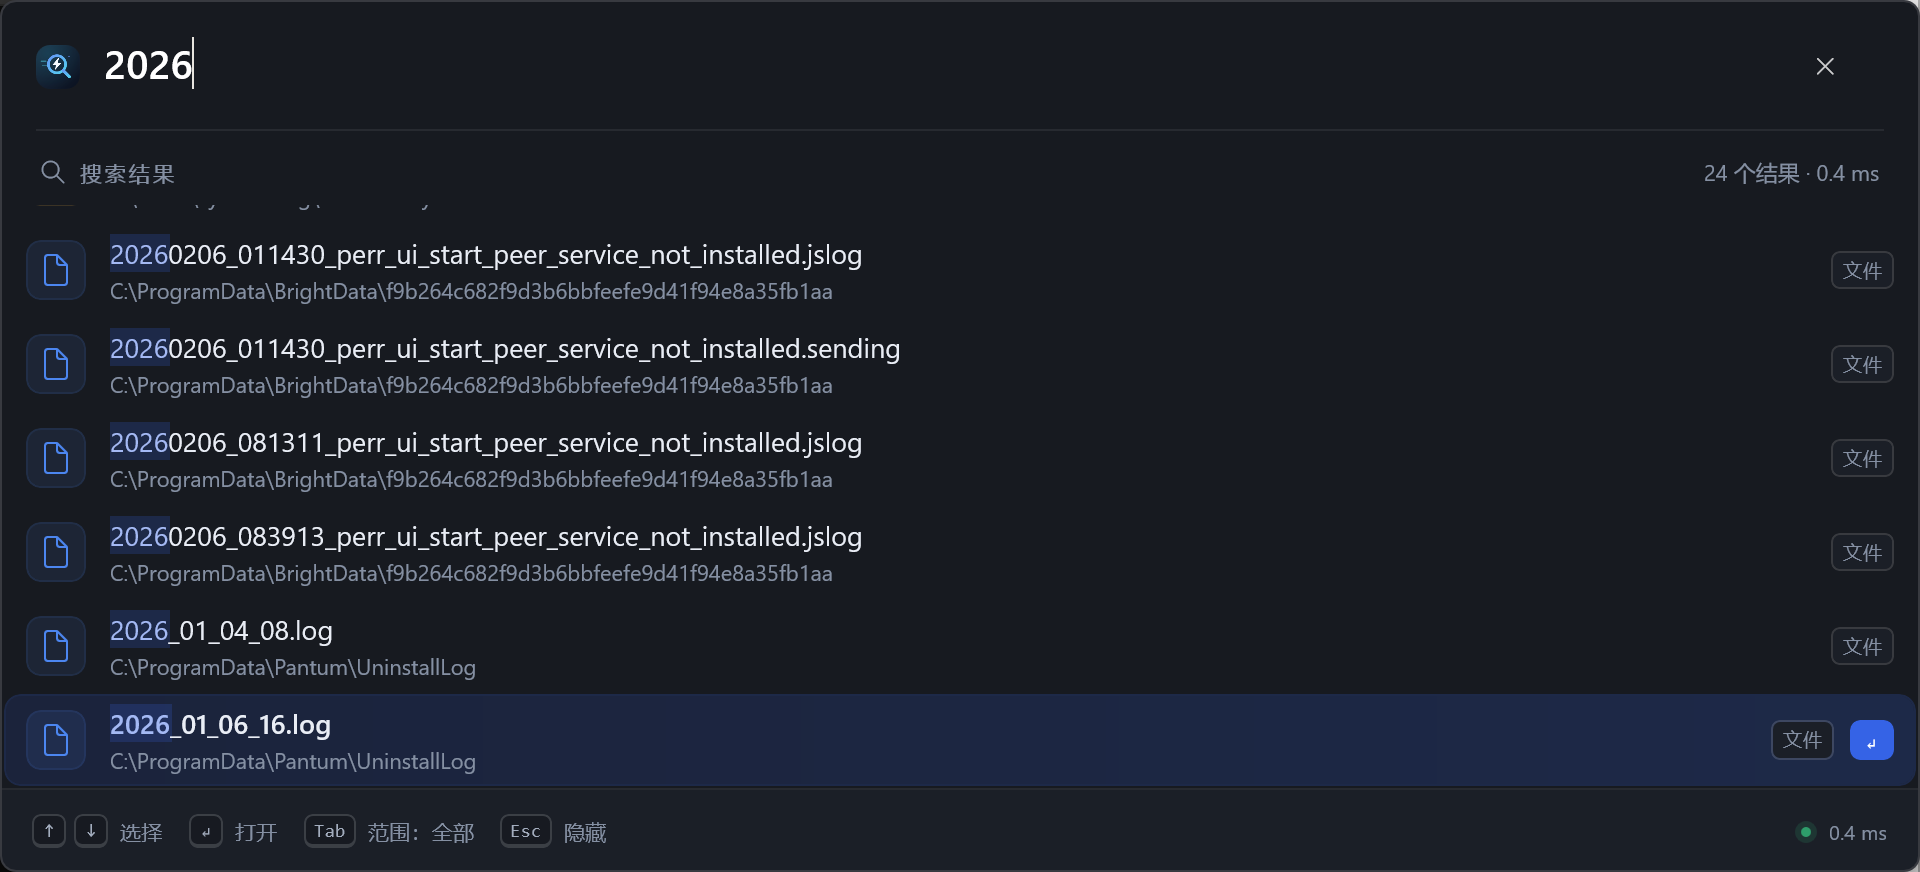 2026
搜索结果
24 个结果 · 0.4 ms
20260206_011430_perr_ui_start_peer_service_not_installed.jslog
C:\ProgramData\BrightData\f9b264c682f9d3b6bbfeefe9d41f94e8a35fb1aa
文件
20260206_011430_perr_ui_start_peer_service_not_installed.sending
C:\ProgramData\BrightData\f9b264c682f9d3b6bbfeefe9d41f94e8a35fb1aa
文件
20260206_081311_perr_ui_start_peer_service_not_installed.jslog
C:\ProgramData\BrightData\f9b264c682f9d3b6bbfeefe9d41f94e8a35fb1aa
文件
20260206_083913_perr_ui_start_peer_service_not_installed.jslog
C:\ProgramData\BrightData\f9b264c682f9d3b6bbfeefe9d41f94e8a35fb1aa
文件
2026_01_04_08.log
C:\ProgramData\Pantum\UninstallLog
文件
2026_01_06_16.log
C:\ProgramData\Pantum\UninstallLog
文件 ↵
↑ ↓ 选择 ↵ 打开 Tab 范围：全部 Esc 隐藏
0.4 ms